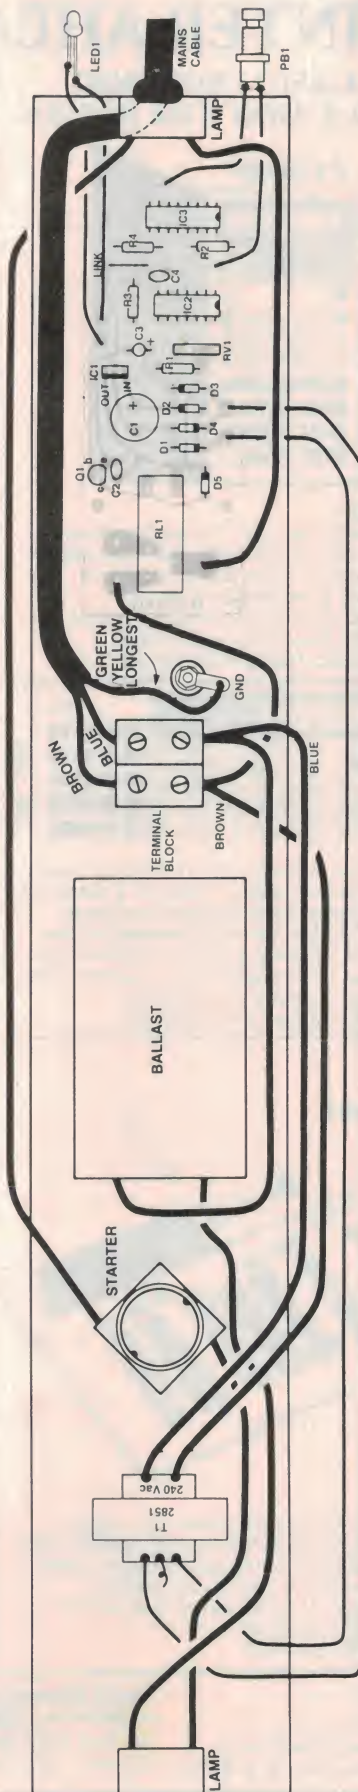 LED1
MAINS
CABLE
PB1
LAMP
IC3
R4
R2
LINK
C4
R3
IC2
C3
+
RV1
IC1
OUT
IN
R1
+
C1
D3
D2
D4
D1
Q1
b
c
e
C2
D5
RL1
GREEN
/YELLOW
LONGEST
GND
BROWN
BLUE
TERMINAL
BLOCK
BROWN
BLUE
BALLAST
STARTER
240 Vac
T1
2851
LAMP